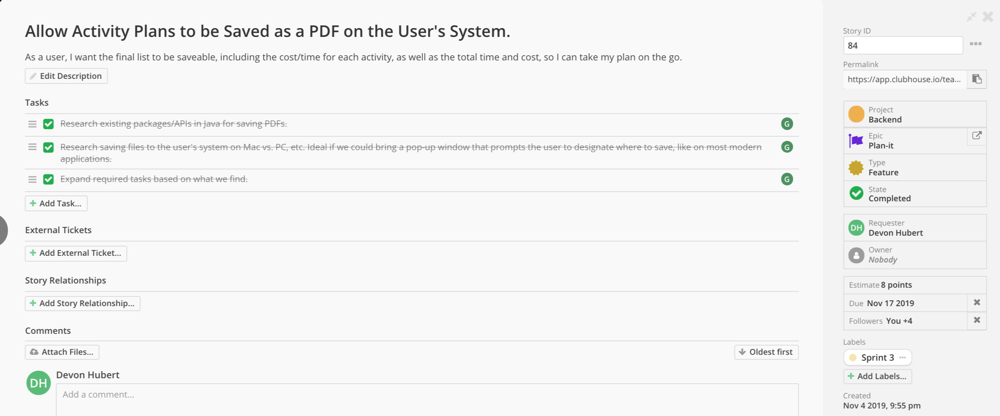 Allow Activity Plans to be Saved as a PDF on the User's System.
As a user, I want the final list to be saveable, including the cost/time for each activity, as well as the total time and cost, so I can take my plan on the go.
Edit Description
Tasks
Research existing packages/APIs in Java for saving PDFs.
G
Research saving files to the user's system on Mac vs. PC, etc. Ideal if we could bring a pop-up window that prompts the user to designate where to save, like on most modern
applications.
G
Expand required tasks based on what we find.
G
Add Task...
External Tickets
Add External Ticket...
Story Relationships
Add Story Relationship...
Comments
Attach Files...
Oldest first
DH
Devon Hubert
Add a comment...
Story ID
84
Permalink
https://app.clubhouse.io/tea...
Project
Backend
Epic
Plan-it
Type
Feature
State
Completed
DH
Requester
Devon Hubert
Owner
Nobody
Estimate 8 points
Due Nov 17 2019
Followers You +4
Labels
Sprint 3
Add Labels...
Created
Nov 4 2019, 9:55 pm